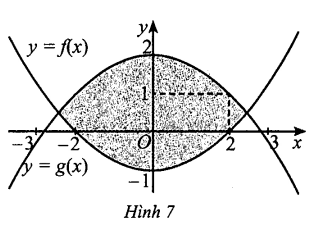 y
y = f(x)
2
1
-3 -2 O 2 3 x
y = g(x)
-1
Hình 7